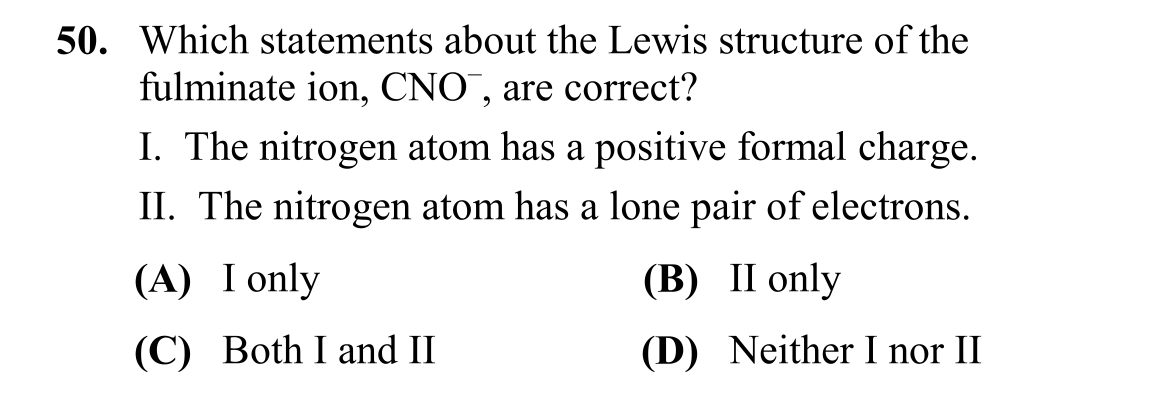 50. Which statements about the Lewis structure of the
fulminate ion, CNO⁻, are correct?
I. The nitrogen atom has a positive formal charge.
II. The nitrogen atom has a lone pair of electrons.
(A) I only (B) II only
(C) Both I and II (D) Neither I nor II